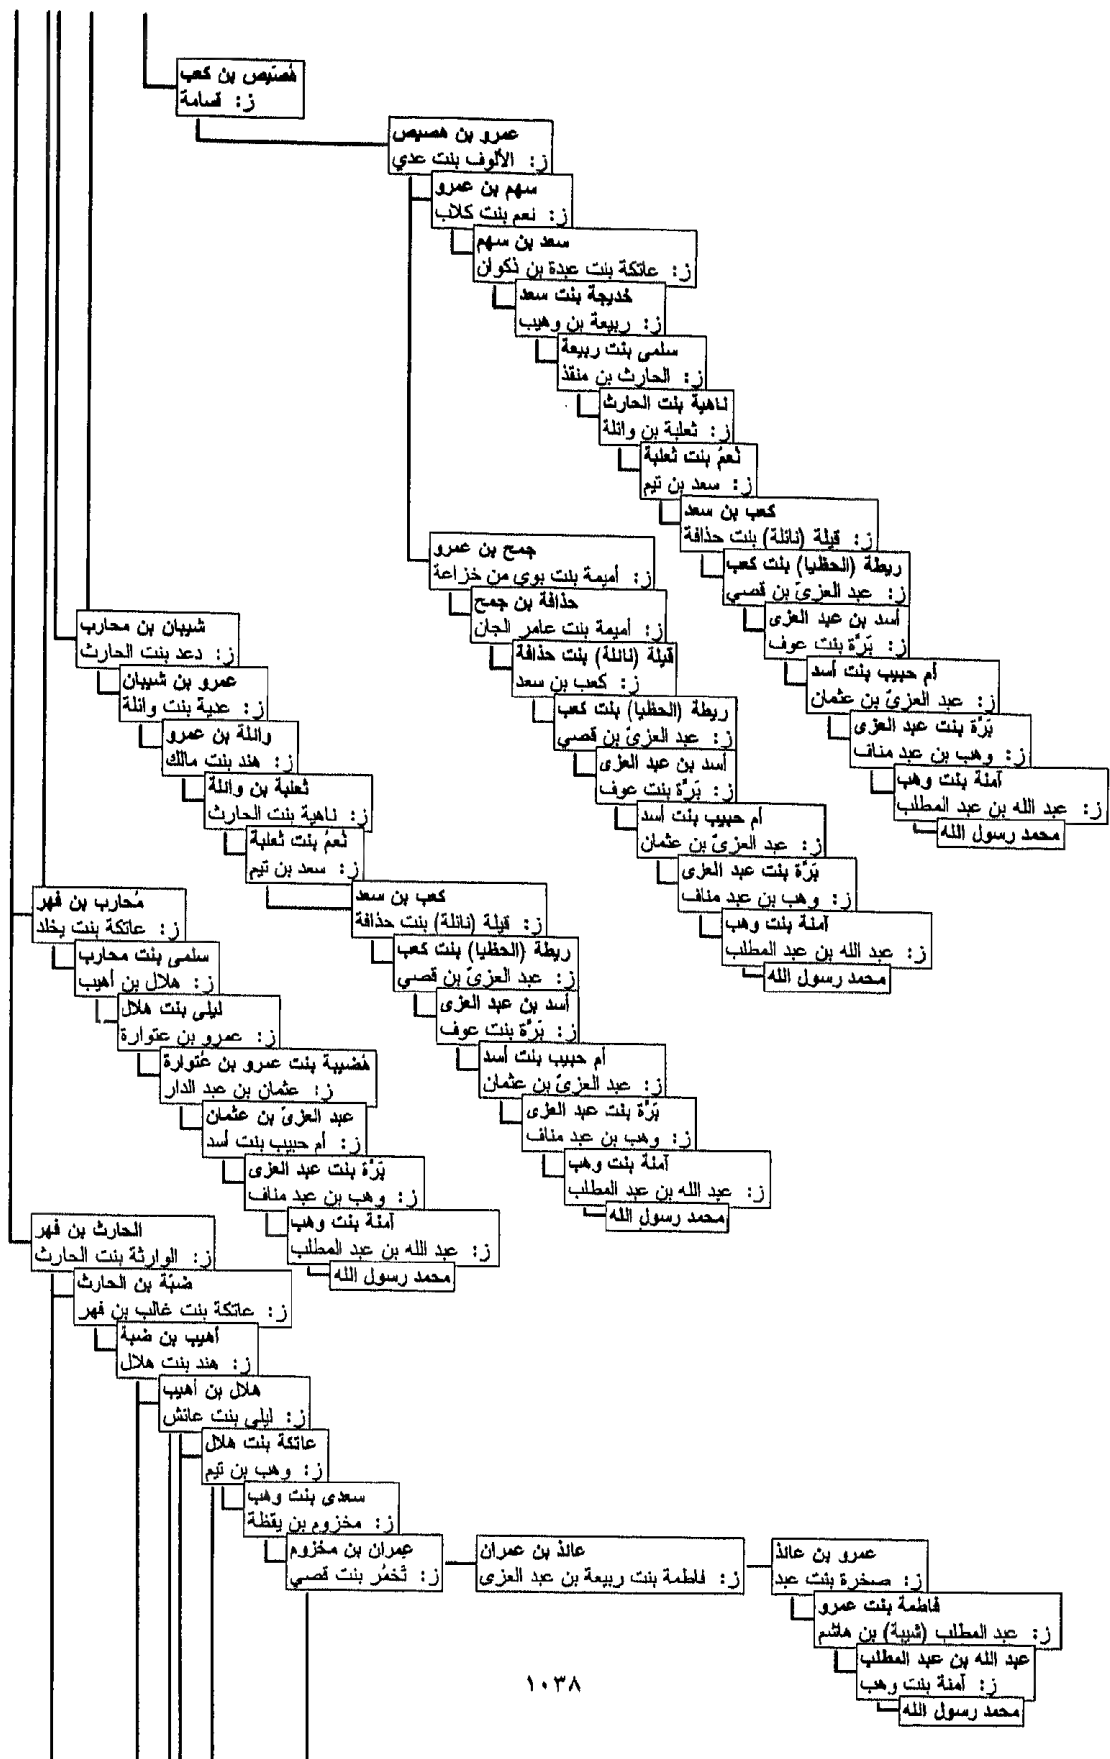 هُصَيص بن كعب
ز: قسامة
عمرو بن هصيص
ز: الألوف بنت عدي
سهم بن عمرو
ز: نعم بنت كلاب
سعد بن سهم
ز: عاتكة بنت عبدة بن ذكوان
خديجة بنت سعد
ز: ربيعة بن وهيب
سلمى بنت ربيعة
ز: الحارث بن منقذ
ناهية بنت الحارث
ز: ثعلبة بن وائلة
نُعمُ بنت ثعلبة
ز: سعد بن تيم
كعب بن سعد
ز: قيلة (نائلة) بنت حذافة
ريطة (الحظيا) بنت كعب
ز: عبد العزىّ بن قصي
أسد بن عبد العزى
ز: بَرَّة بنت عوف
أم حبيب بنت أسد
ز: عبد العزىّ بن عثمان
بَرَّة بنت عبد العزى
ز: وهب بن عبد مناف
آمنة بنت وهب
ز: عبد الله بن عبد المطلب
محمد رسول الله
جمح بن عمرو
ز: أميمة بنت بوي من خزاعة
حذافة بن جمح
ز: أميمة بنت عامر الجان
قيلة (نائلة) بنت حذافة
ز: كعب بن سعد
ريطة (الحظيا) بنت كعب
ز: عبد العزىّ بن قصي
أسد بن عبد العزى
ز: بَرَّة بنت عوف
أم حبيب بنت أسد
ز: عبد العزىّ بن عثمان
بَرَّة بنت عبد العزى
ز: وهب بن عبد مناف
آمنة بنت وهب
ز: عبد الله بن عبد المطلب
محمد رسول الله
شيبان بن محارب
ز: دعد بنت الحارث
عمرو بن شيبان
ز: عدية بنت وائلة
وائلة بن عمرو
ز: هند بنت مالك
ثعلبة بن وائلة
ز: ناهية بنت الحارث
نُعمُ بنت ثعلبة
ز: سعد بن تيم
كعب بن سعد
ز: قيلة (نائلة) بنت حذافة
ريطة (الحظيا) بنت كعب
ز: عبد العزىّ بن قصي
أسد بن عبد العزى
ز: بَرَّة بنت عوف
أم حبيب بنت أسد
ز: عبد العزىّ بن عثمان
بَرَّة بنت عبد العزى
ز: وهب بن عبد مناف
آمنة بنت وهب
ز: عبد الله بن عبد المطلب
محمد رسول الله
مُحارب بن فهر
ز: عاتكة بنت يخلد
سلمى بنت محارب
ز: هلال بن أهيب
ليلى بنت هلال
ز: عمرو بن عتوارة
هُضيبة بنت عمرو بن عُتوارة
ز: عثمان بن عبد الدار
عبد العزىّ بن عثمان
ز: أم حبيب بنت أسد
بَرَّة بنت عبد العزى
ز: وهب بن عبد مناف
آمنة بنت وهب
ز: عبد الله بن عبد المطلب
محمد رسول الله
الحارث بن فهر
ز: الوارثة بنت الحارث
ضبّة بن الحارث
ز: عاتكة بنت غالب بن فهر
أهيب بن ضبة
ز: هند بنت هلال
هلال بن أهيب
ز: ليلى بنت عائش
عاتكة بنت هلال
ز: وهب بن تيم
سعدى بنت وهب
ز: مخزوم بن يقظة
عِمران بن مخزوم
ز: تَخمُر بنت قصي
عائذ بن عمران
ز: فاطمة بنت ربيعة بن عبد العزى
عمرو بن عائذ
ز: صخرة بنت عبد
فاطمة بنت عمرو
ز: عبد المطلب (شيبة) بن هاشم
عبد الله بن عبد المطلب
ز: آمنة بنت وهب
محمد رسول الله
١٠٣٨